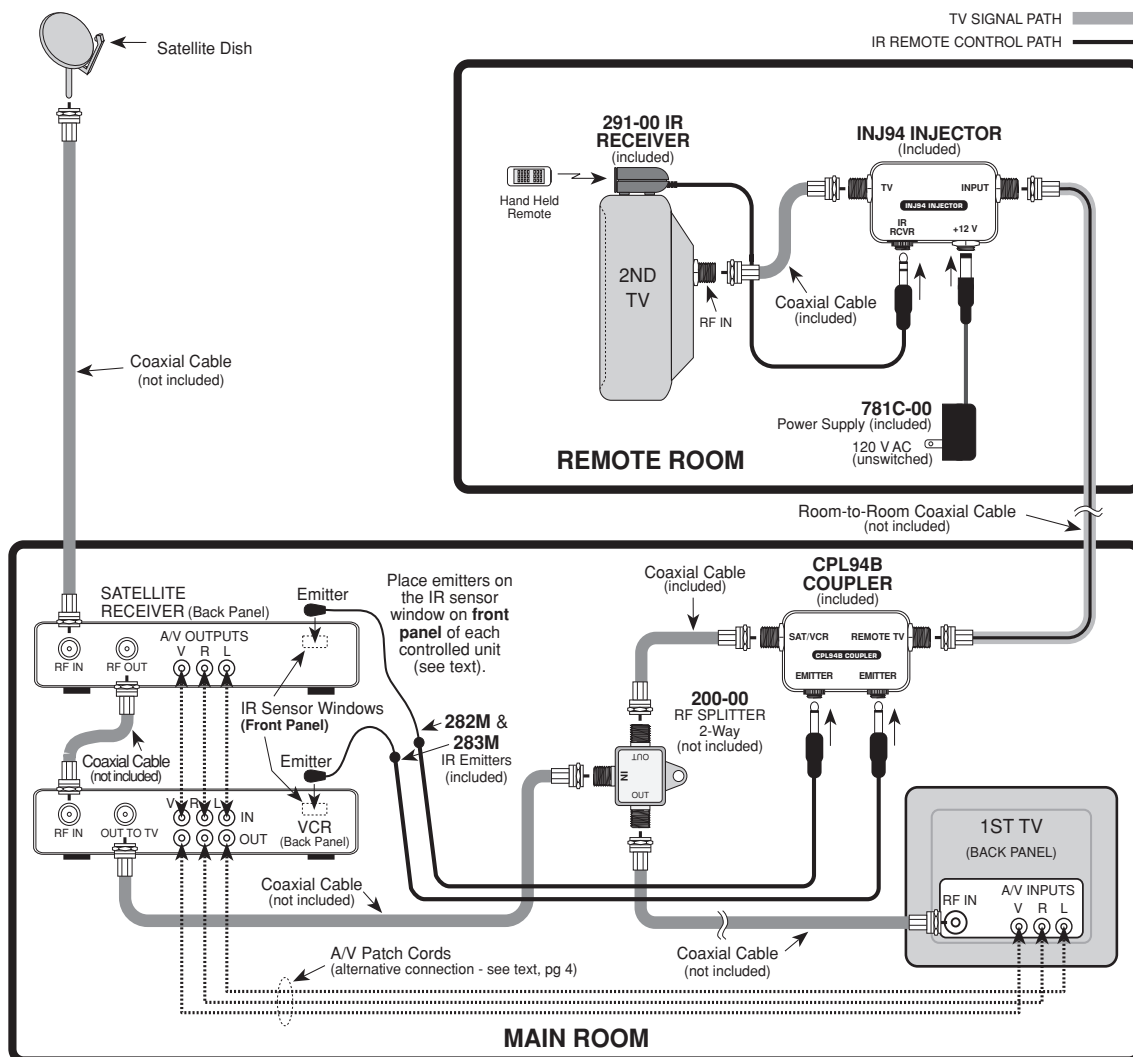 TV SIGNAL PATH
IR REMOTE CONTROL PATH
Satellite Dish
291-00 IR
RECEIVER
(included)
Hand Held
Remote
2ND
TV
RF IN
INJ94 INJECTOR
(Included)
TV
INPUT
INJ94 INJECTOR
IR
RCVR
+12 V
Coaxial Cable
(included)
781C-00
Power Supply (included)
120 V AC
(unswitched)
REMOTE ROOM
Coaxial Cable
(not included)
Room-to-Room Coaxial Cable
(not included)
SATELLITE
RECEIVER (Back Panel)
A/V OUTPUTS
V R L
RF IN
RF OUT
Emitter
Place emitters on
the IR sensor
window on front
panel of each
controlled unit
(see text).
IR Sensor Windows
(Front Panel)
282M &
283M
IR Emitters
(included)
Coaxial Cable
(not included)
Emitter
V R L
IN
OUT
RF IN
OUT TO TV
VCR
(Back Panel)
Coaxial Cable
(included)
CPL94B
COUPLER
(included)
SAT/VCR
REMOTE TV
CPL94B COUPLER
EMITTER
EMITTER
200-00
RF SPLITTER
2-Way
(not included)
OUT
IN
OUT
Coaxial Cable
(not included)
A/V Patch Cords
(alternative connection - see text, pg 4)
Coaxial Cable
(not included)
1ST TV
(BACK PANEL)
RF IN
A/V INPUTS
V R L
MAIN ROOM